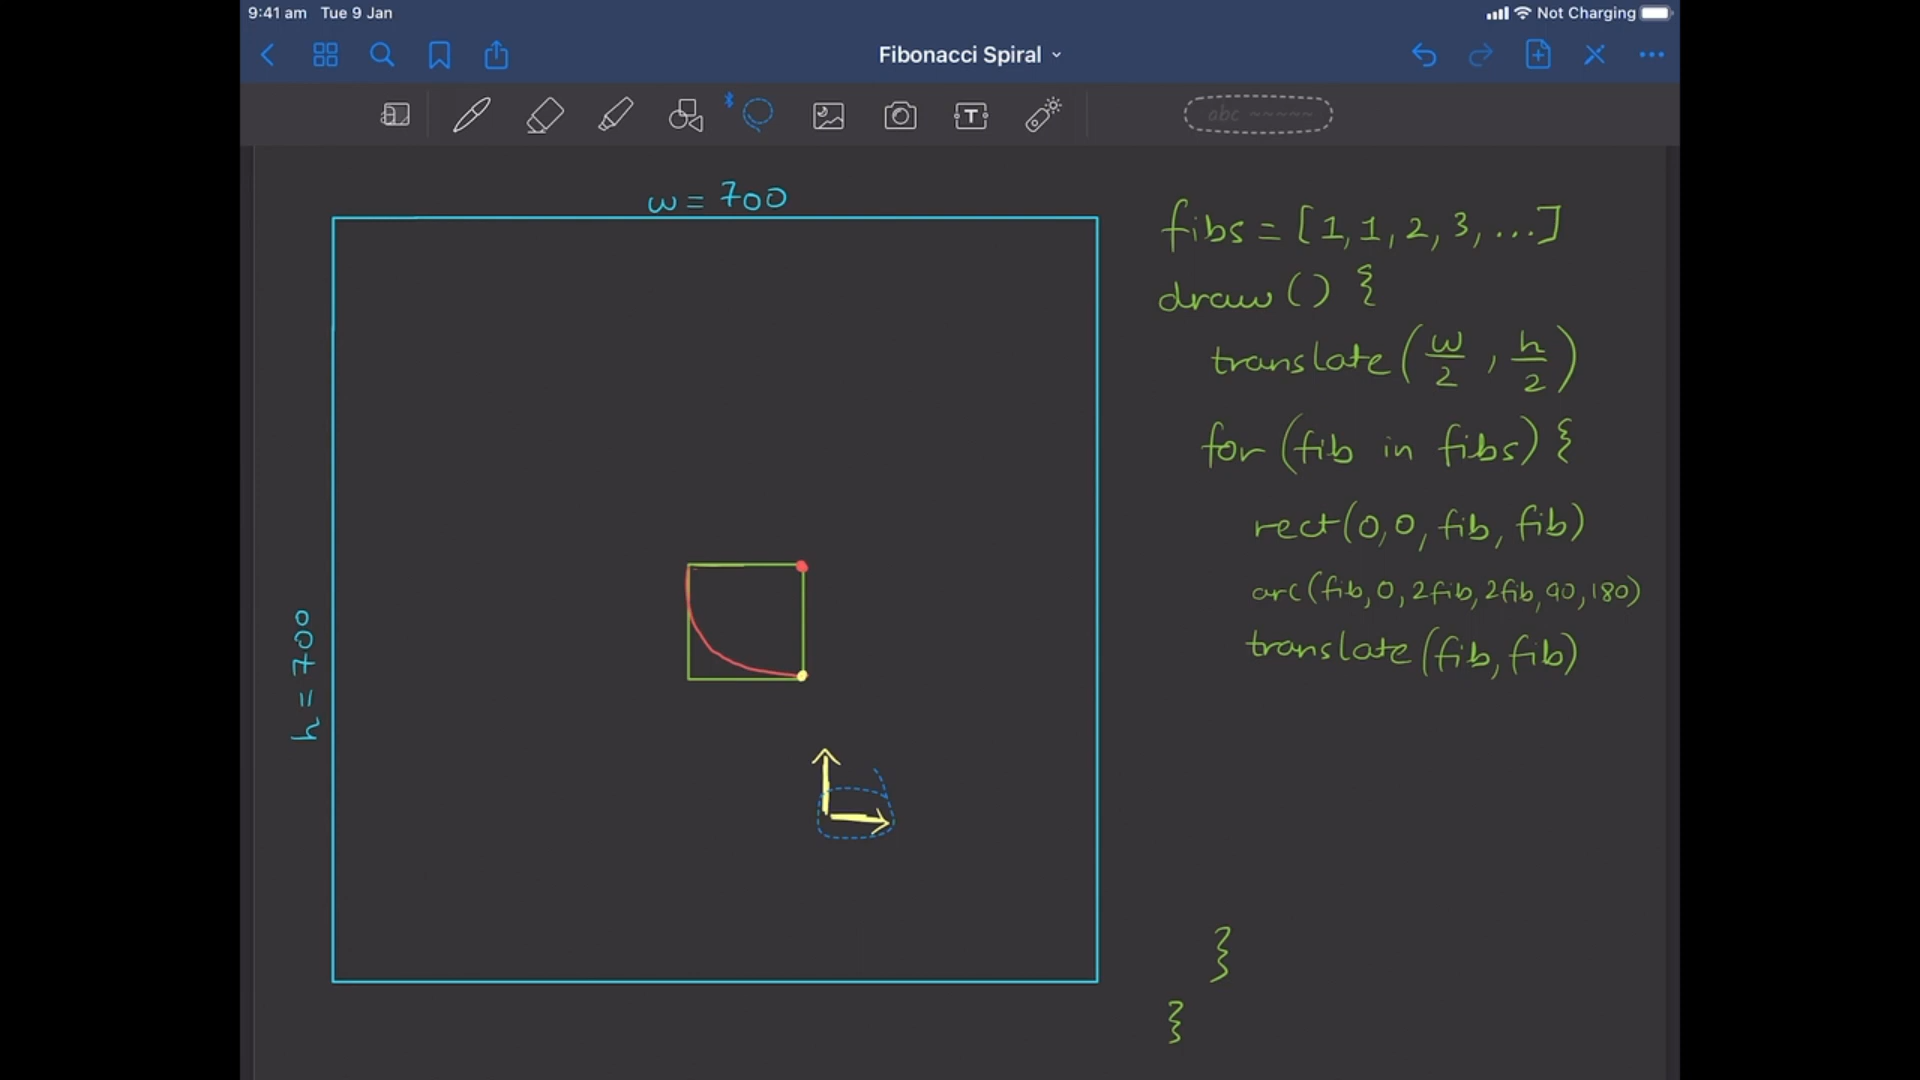 9:41 am Tue 9 Jan
Not Charging
Fibonacci Spiral
T
abc
w = 700
h = 700
fibs = [1, 1, 2, 3, ...]
draw () {
translate (w/2, h/2)
for (fib in fibs) {
rect(0,0, fib, fib)
arc(fib, 0, 2fib, 2fib, 90, 180)
translate (fib, fib)
}
}